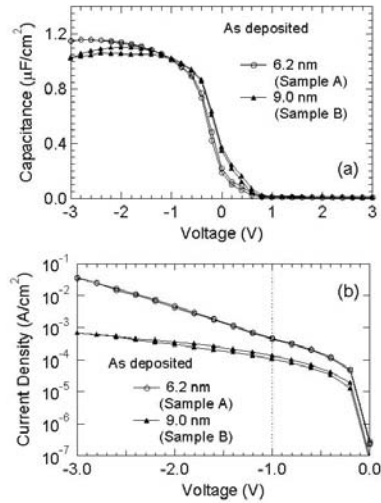 As deposited
6.2 nm
(Sample A)
9.0 nm
(Sample B)
(a)
Capacitance (μF/cm²)
1.2
0.8
0.4
0.0
-3 -2 -1 0 1 2 3
Voltage (V)
(b)
Current Density (A/cm²)
10⁻¹
10⁻²
10⁻³
10⁻⁴
10⁻⁵
10⁻⁶
10⁻⁷
As deposited
6.2 nm
(Sample A)
9.0 nm
(Sample B)
-3.0 -2.0 -1.0 0.0
Voltage (V)